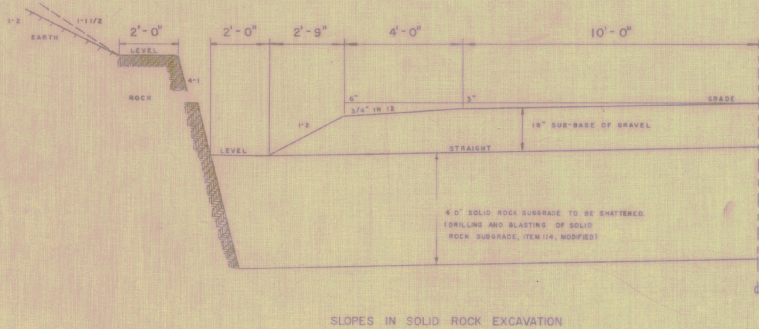 1-2
1-1 1/2
EARTH
2'-0"
2'-0"
2'-9"
4'-0"
10'-0"
LEVEL
4-1
ROCK
6"
3"
GRADE
3/4" IN 12
1-2
18" SUB-BASE OF GRAVEL
LEVEL
STRAIGHT
4'0" SOLID ROCK SUBGRADE TO BE SHATTERED.
(DRILLING AND BLASTING OF SOLID
ROCK SUBGRADE, ITEM 114, MODIFIED)
SLOPES IN SOLID ROCK EXCAVATION